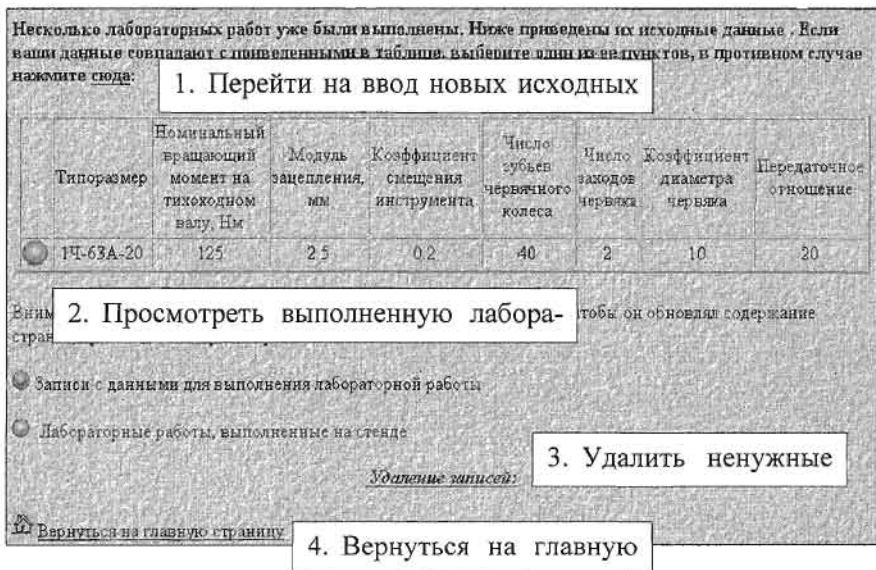 Несколько лабораторных работ уже были выполнены. Ниже приведены их исходные данные. Если
ваши данные совпадают с приведенными в таблице, выберите один из ее пунктов, в противном случае
нажмите сюда:
1. Перейти на ввод новых исходных
Типоразмер
Номинальный вращающий момент на тихоходном валу, Нм
Модуль зацепления, мм
Коэффициент смещения инструмента
Число зубьев червячного колеса
Число заходов червяка
Коэффициент диаметра червяка
Передаточное отношение
1Ч-63А-20 125 2.5 0.2 40 2 10 20
2. Просмотреть выполненную лабора-
чтобы он обновлял содержание
Записи с данными для выполнения лабораторной работы
Лабораторные работы, выполненные на стенде
3. Удалить ненужные
Удаление записей:
Вернуться на главную страницу
4. Вернуться на главную